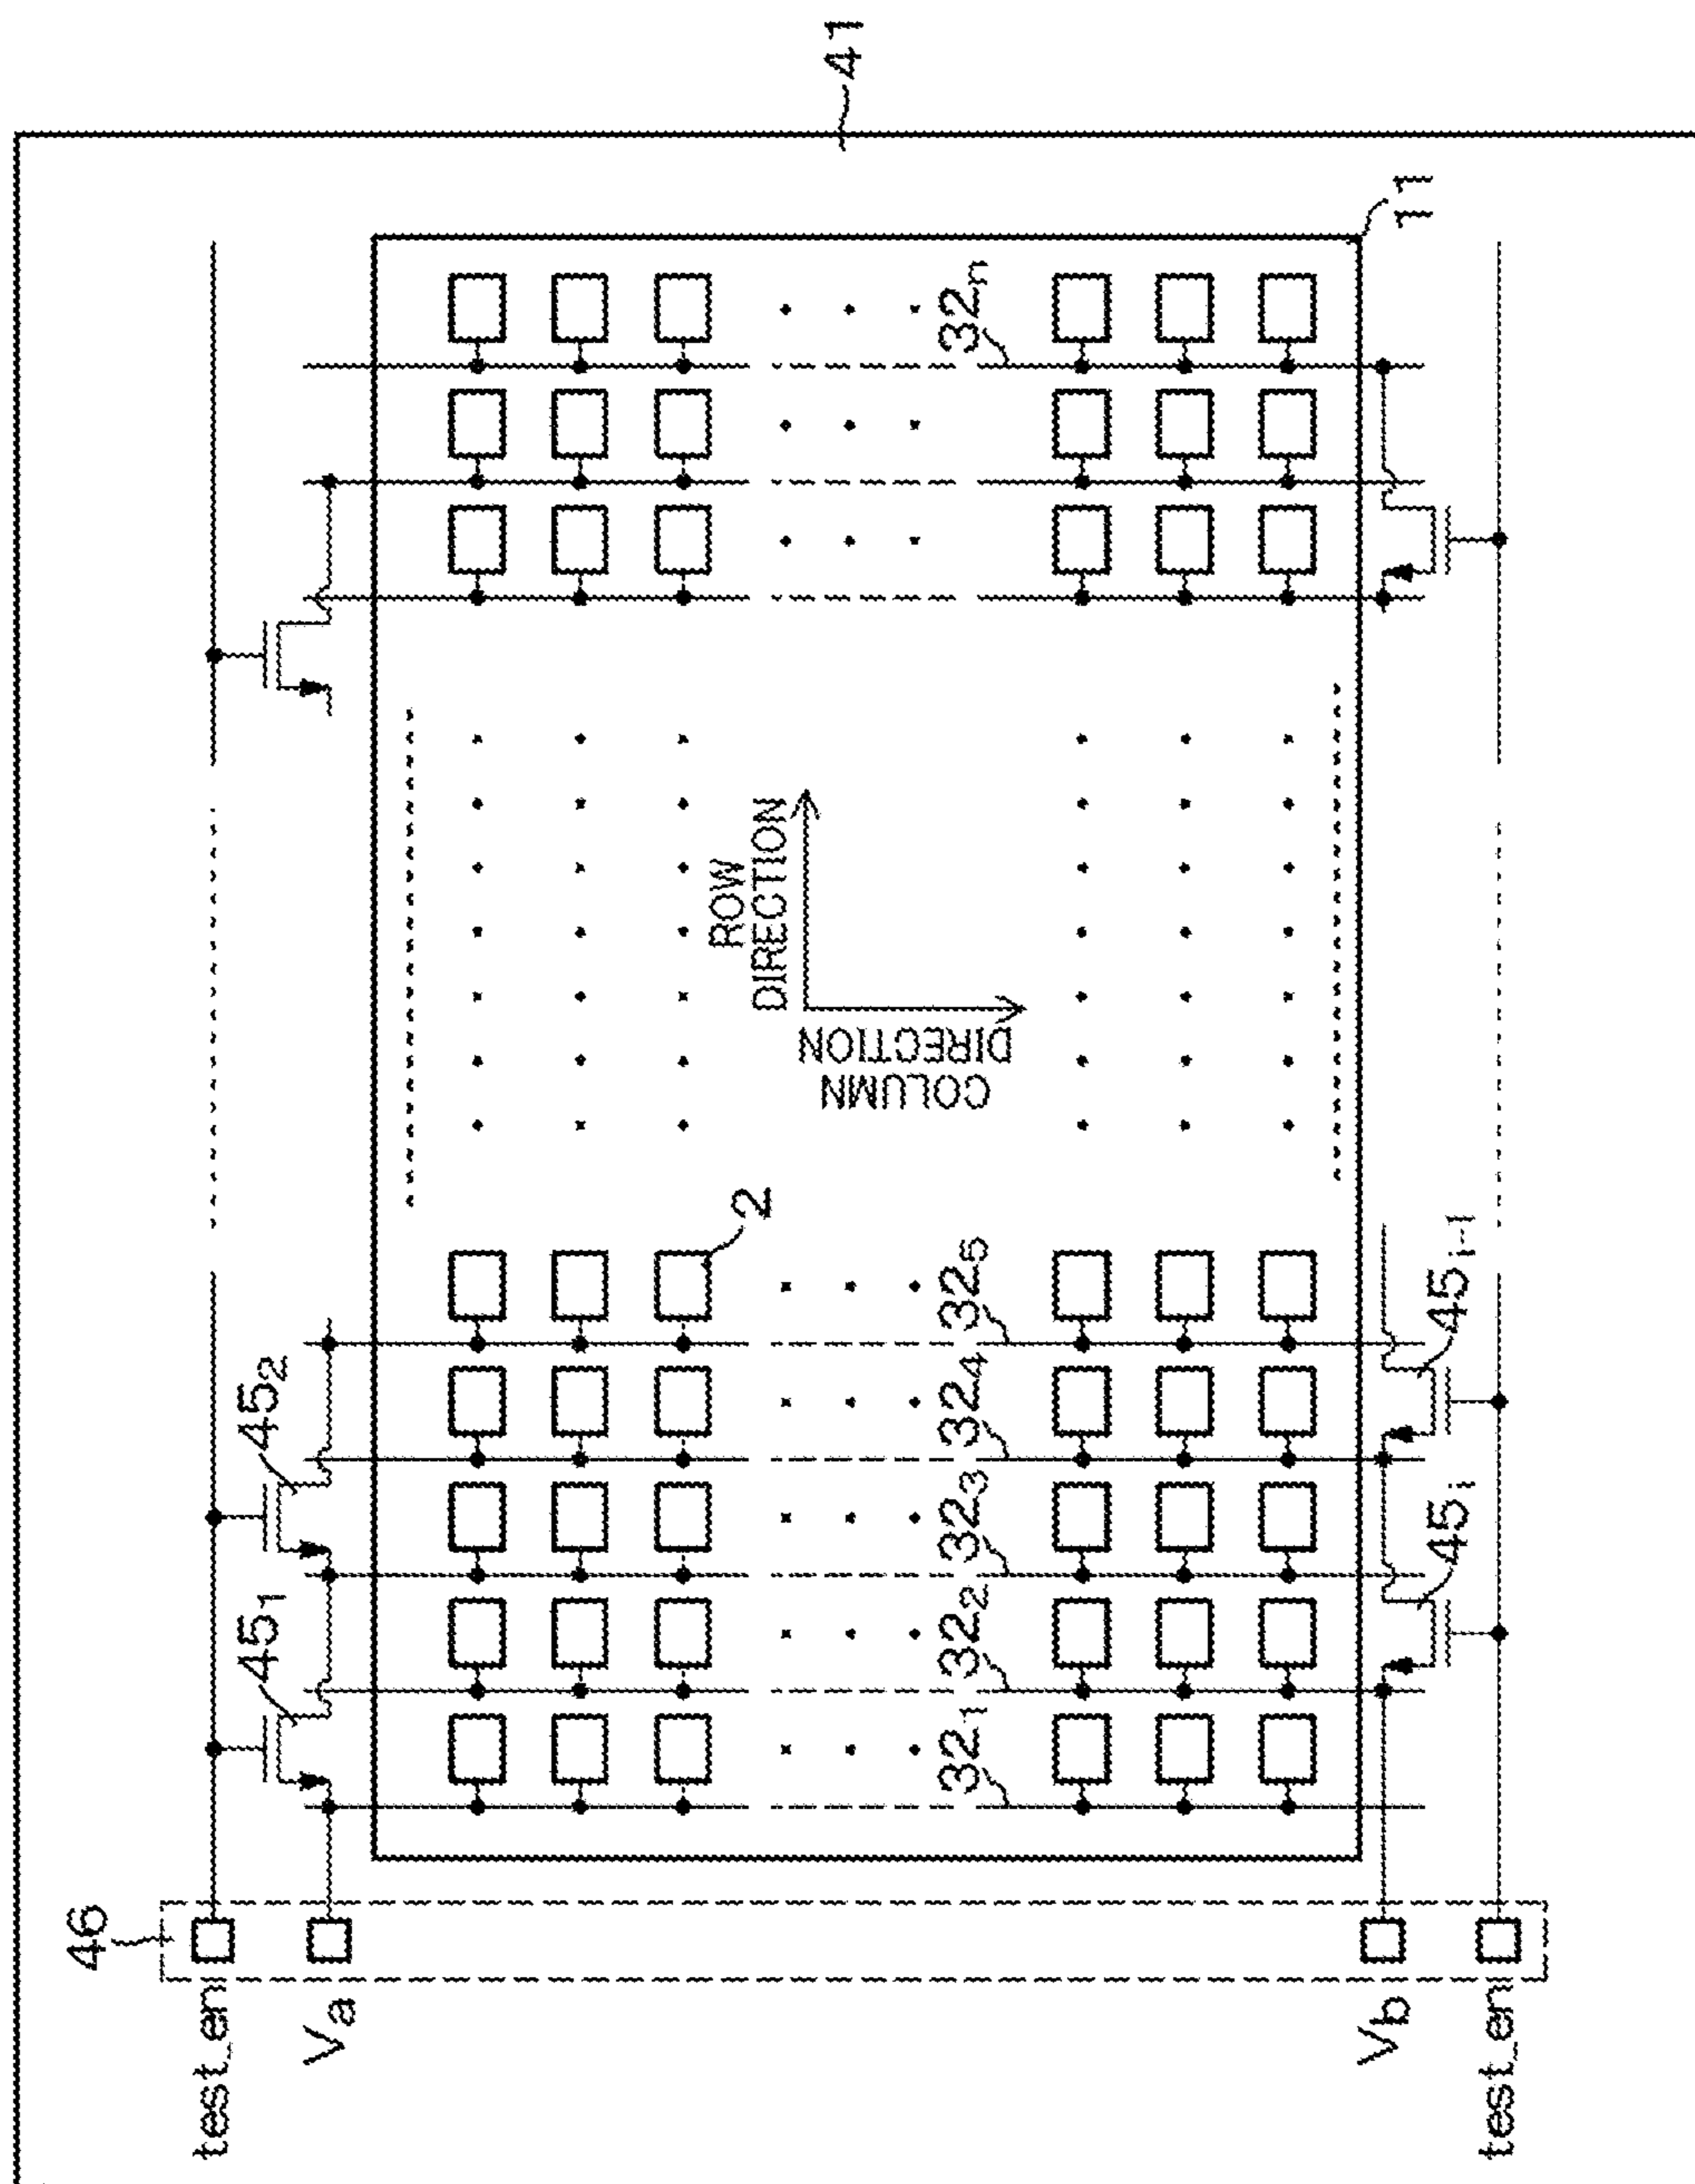 41
11
46
test_en
Va
45₁
45₂
2
32₁
32₂
32₃
32₄
32₅
32ₙ
ROW
DIRECTION
COLUMN
DIRECTION
Vb
test_en
45ᵢ
45ᵢ₋₁